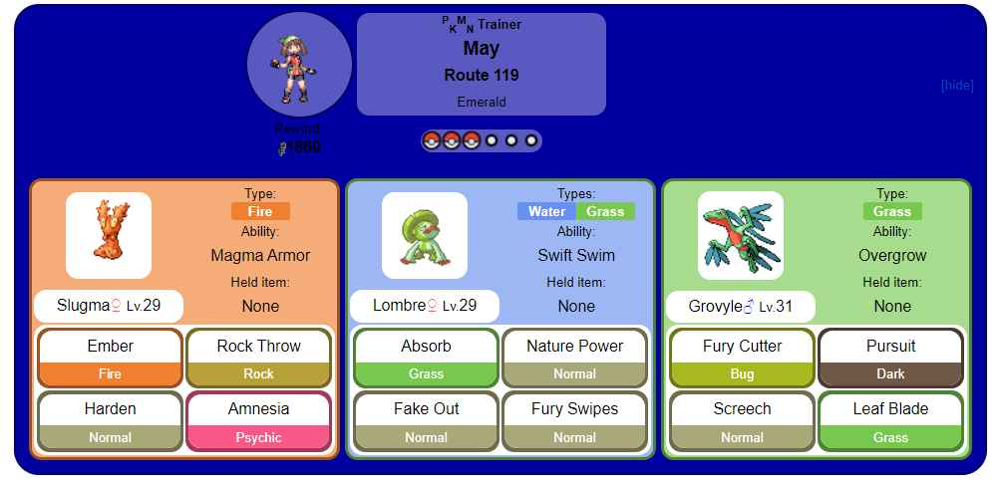 PKMN Trainer
May
Route 119
Emerald
[hide]
Reward:
1860
Type:
Fire
Ability:
Magma Armor
Held item:
None
Slugma♀ Lv.29
Ember
Fire
Rock Throw
Rock
Harden
Normal
Amnesia
Psychic
Types:
Water Grass
Ability:
Swift Swim
Held item:
None
Lombre♀ Lv.29
Absorb
Grass
Nature Power
Normal
Fake Out
Normal
Fury Swipes
Normal
Type:
Grass
Ability:
Overgrow
Held item:
None
Grovyle♂ Lv.31
Fury Cutter
Bug
Pursuit
Dark
Screech
Normal
Leaf Blade
Grass